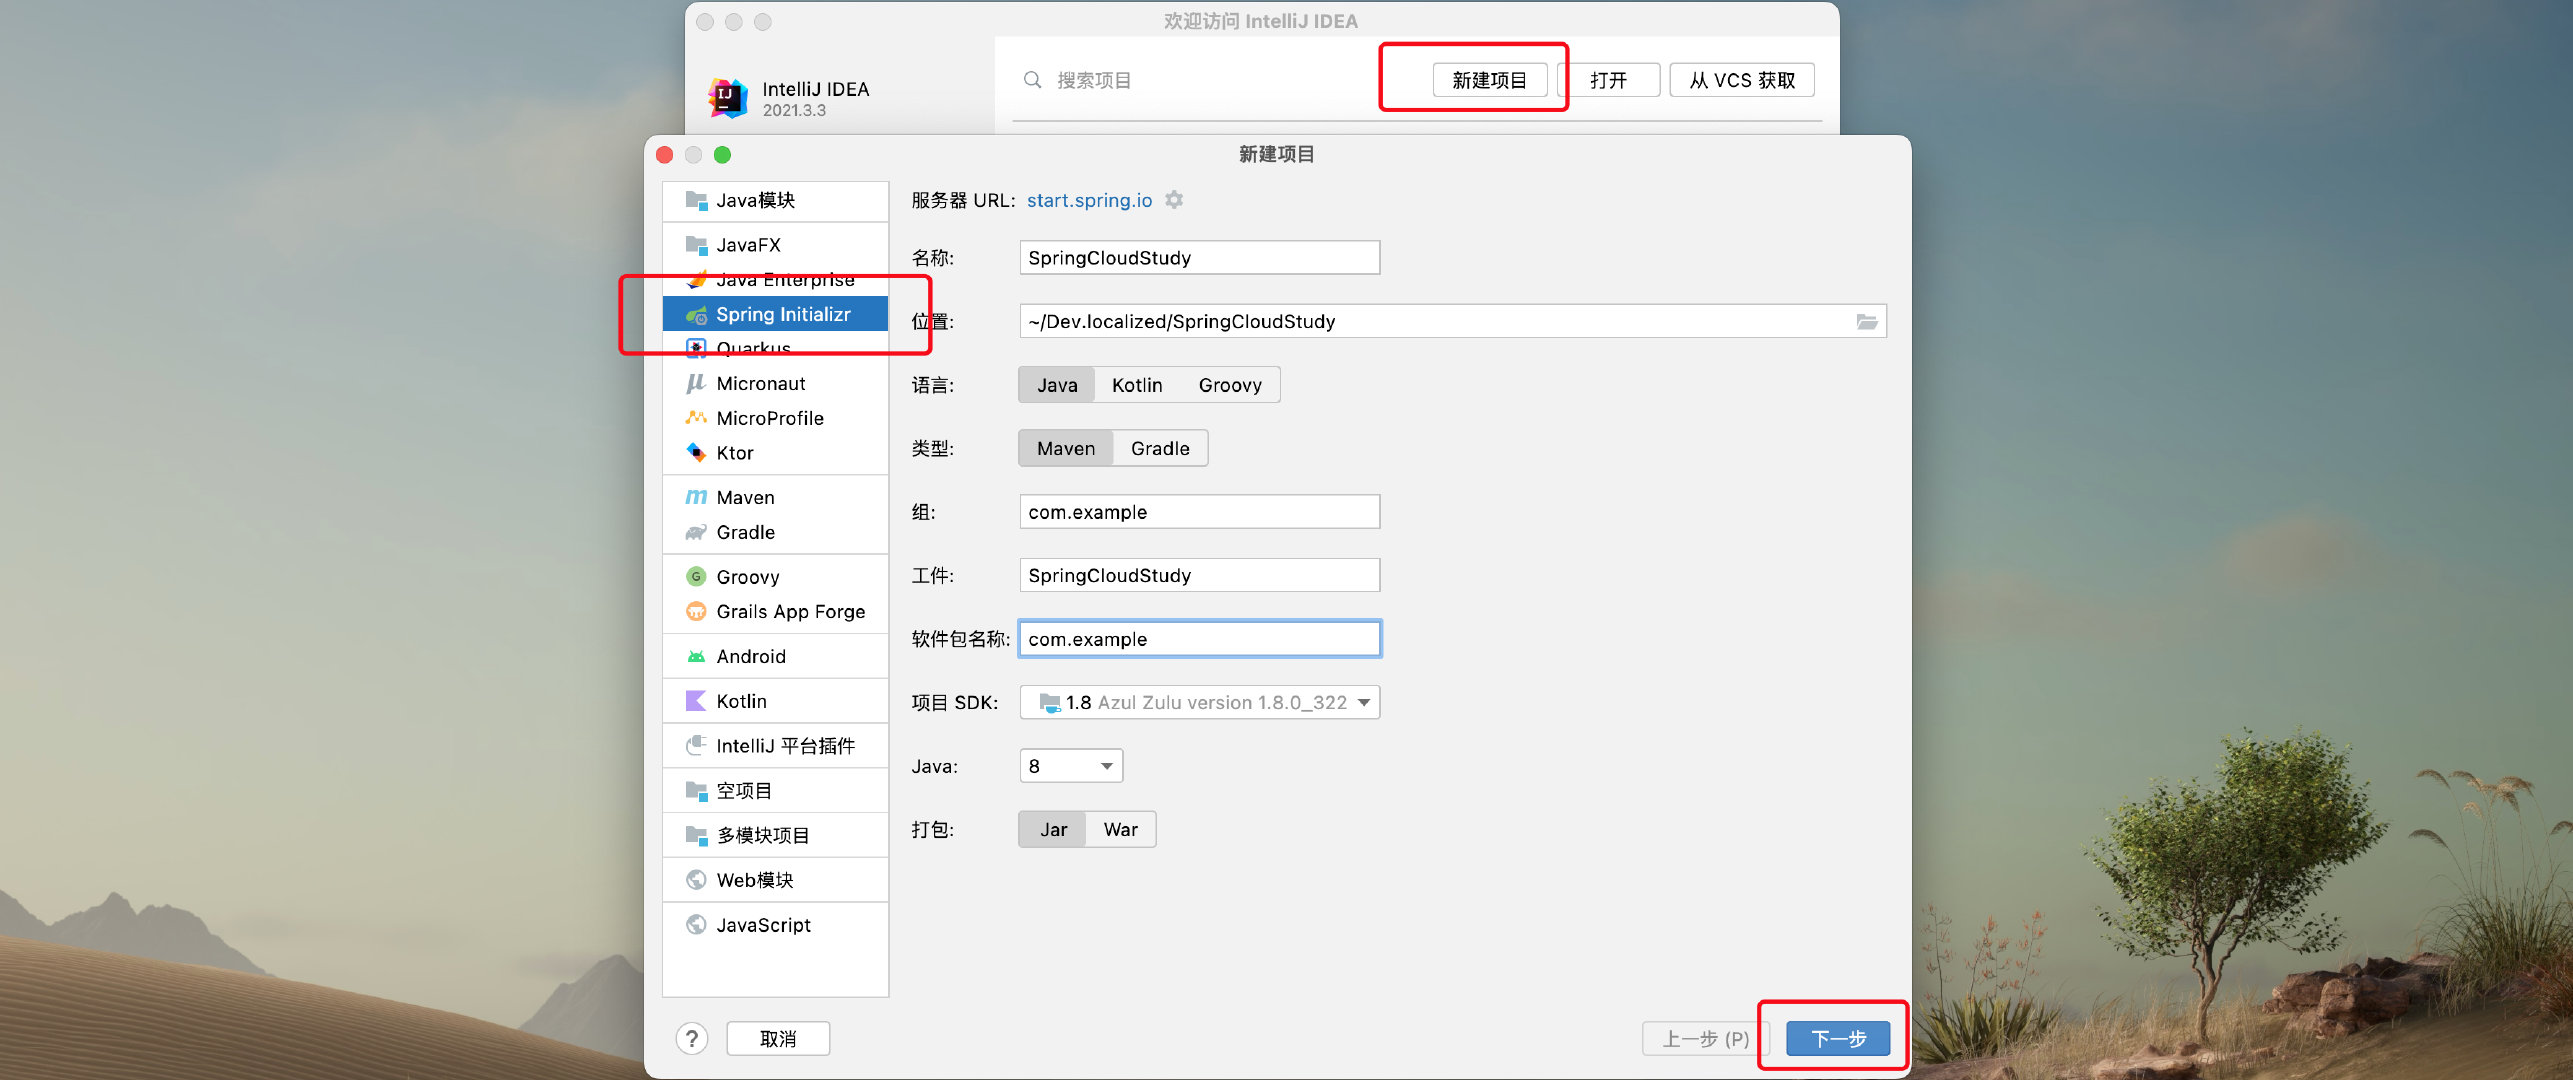 欢迎访问 IntelliJ IDEA
IntelliJ IDEA
2021.3.3
搜索项目
新建项目
打开
从 VCS 获取
新建项目
Java模块
JavaFX
Java Enterprise
Spring Initializr
Quarkus
Micronaut
MicroProfile
Ktor
Maven
Gradle
Groovy
Grails App Forge
Android
Kotlin
IntelliJ 平台插件
空项目
多模块项目
Web模块
JavaScript
服务器 URL: start.spring.io
名称: SpringCloudStudy
位置: ~/Dev.localized/SpringCloudStudy
语言: Java Kotlin Groovy
类型: Maven Gradle
组: com.example
工件: SpringCloudStudy
软件包名称: com.example
项目 SDK: 1.8 Azul Zulu version 1.8.0_322
Java: 8
打包: Jar War
? 取消 上一步 (P) 下一步